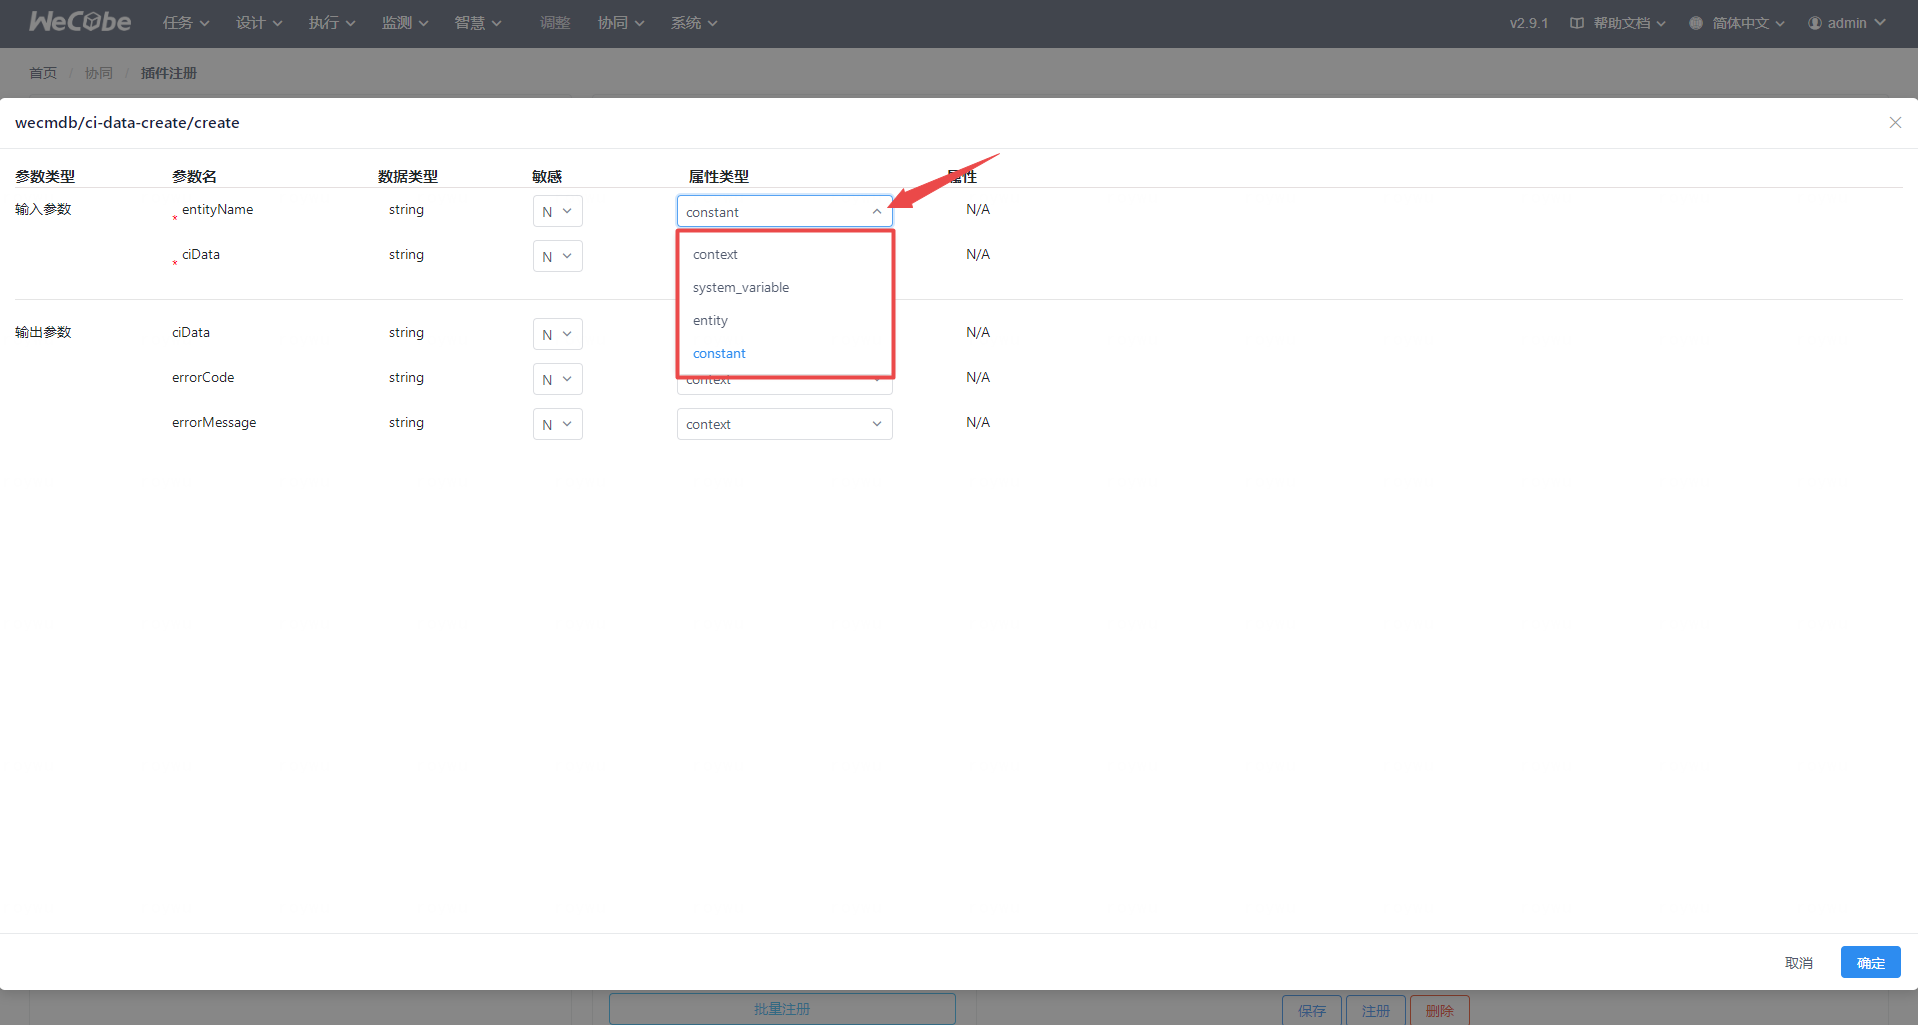 WeCube 任务 设计 执行 监测 智慧 调整 协同 系统 v2.9.1 帮助文档 简体中文 admin
首页 / 协同 / 插件注册
wecmdb/ci-data-create/create
参数类型 参数名 数据类型 敏感 属性类型 属性
输入参数 * entityName string N constant N/A
* ciData string N N/A
context
system_variable
entity
constant
输出参数 ciData string N N/A
errorCode string N context N/A
errorMessage string N context N/A
取消 确定
批量注册 保存 注册 删除